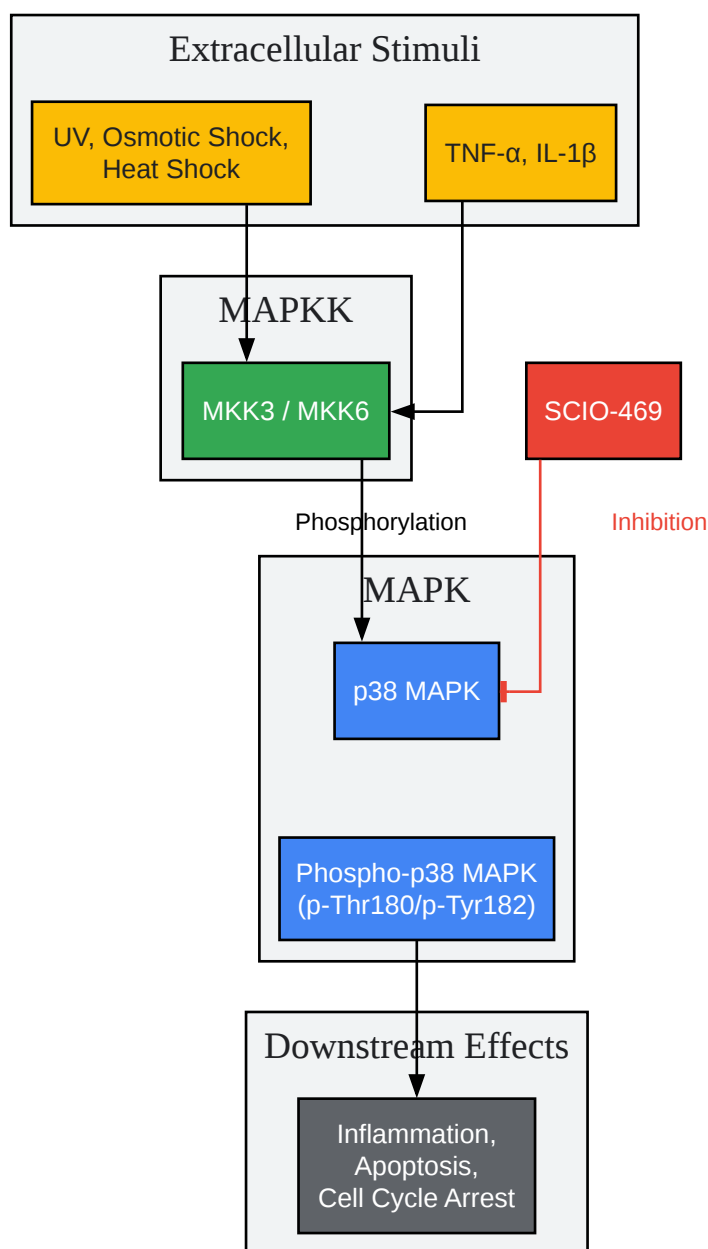 Extracellular Stimuli
UV, Osmotic Shock,
Heat Shock
TNF-α, IL-1β
MAPKK
MKK3 / MKK6
SCIO-469
Phosphorylation
Inhibition
MAPK
p38 MAPK
Phospho-p38 MAPK
(p-Thr180/p-Tyr182)
Downstream Effects
Inflammation,
Apoptosis,
Cell Cycle Arrest